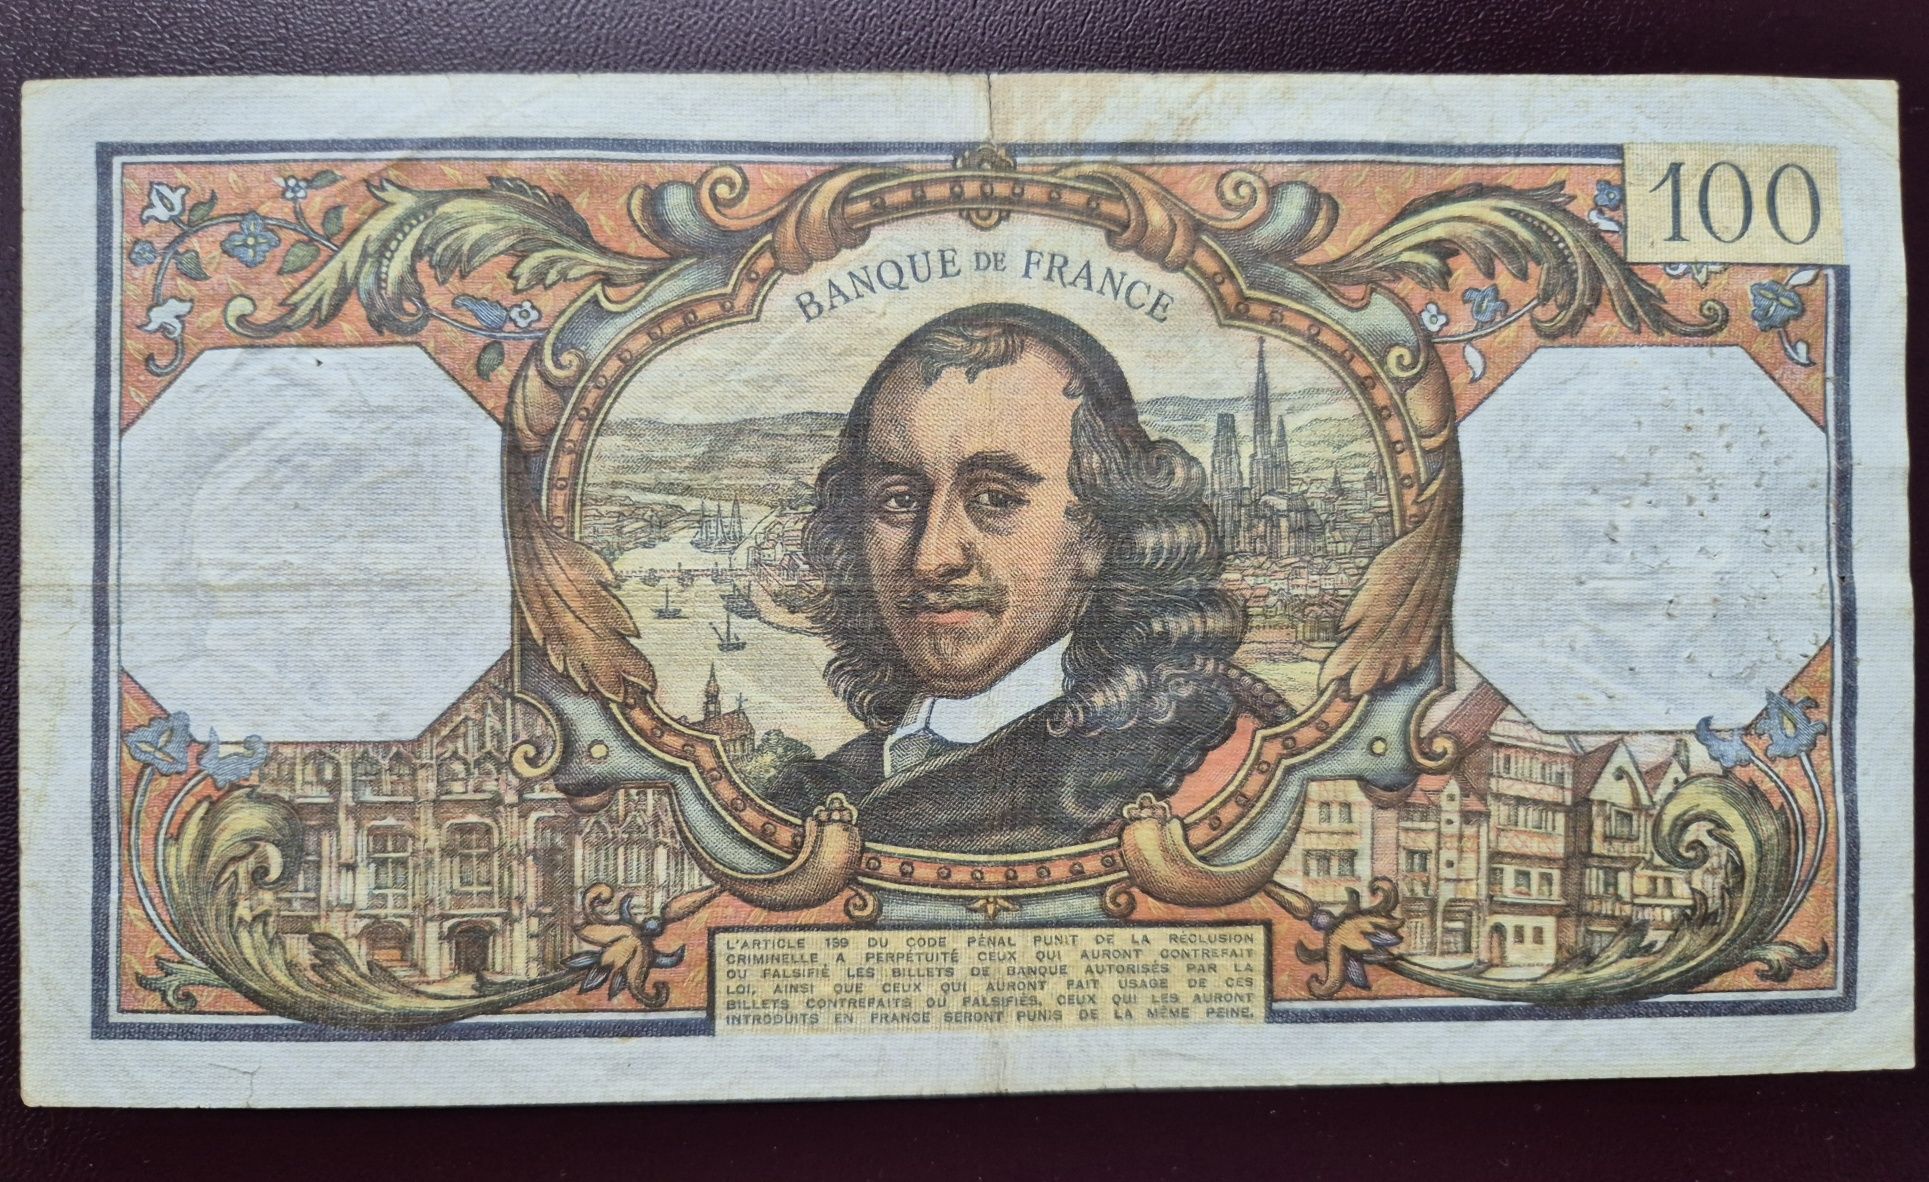 100
BANQUE DE FRANCE
L'ARTICLE 139 DU CODE PÉNAL PUNIT DE LA RÉCLUSION
CRIMINELLE A PERPÉTUITÉ CEUX QUI AURONT CONTREFAIT
OU FALSIFIÉ LES BILLETS DE BANQUE AUTORISÉS PAR LA
LOI, AINSI QUE CEUX QUI AURONT FAIT USAGE DE CES
BILLETS CONTREFAITS OU FALSIFIÉS. CEUX QUI LES AURONT
INTRODUITS EN FRANCE SERONT PUNIS DE LA MÊME PEINE.